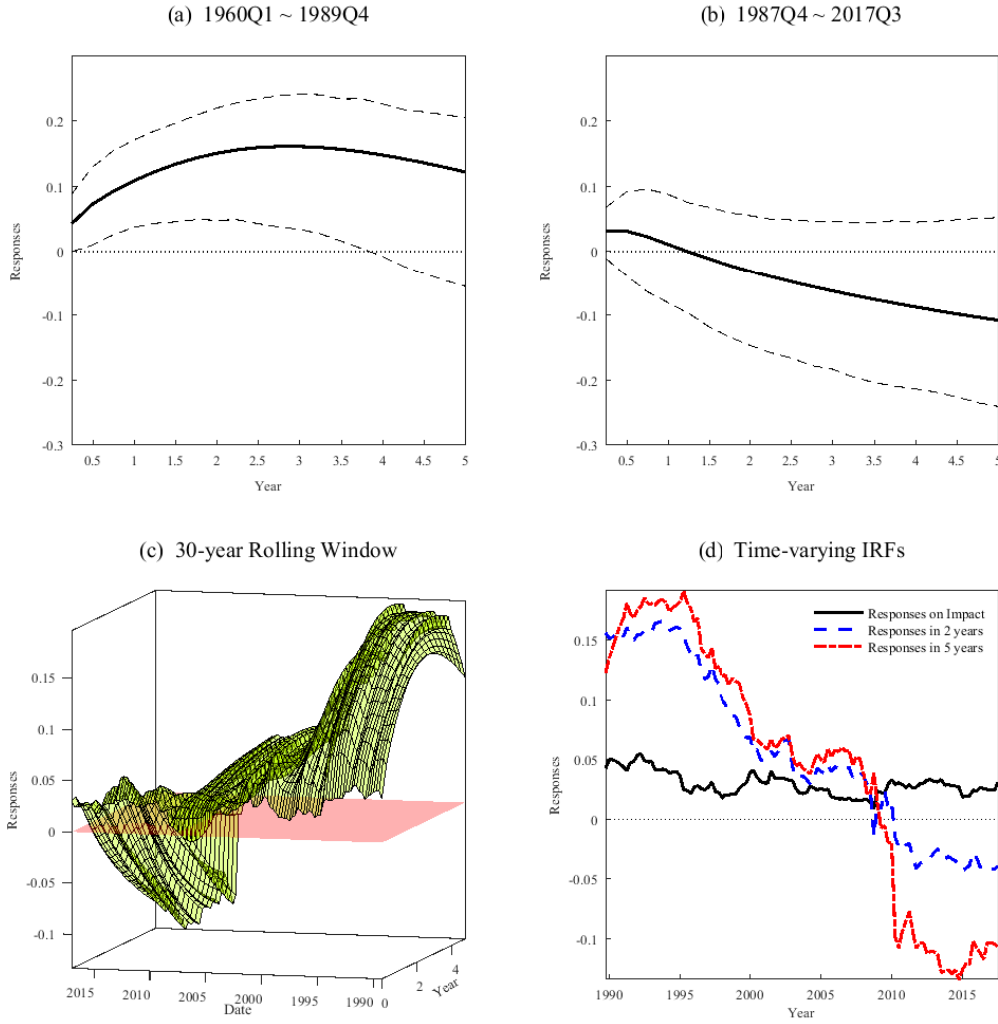 (a) 1960Q1 ~ 1989Q4
0.2
0.1
0
-0.1
-0.2
-0.3
Responses
0.5 1 1.5 2 2.5 3 3.5 4 4.5 5
Year
(b) 1987Q4 ~ 2017Q3
0.2
0.1
0
-0.1
-0.2
-0.3
Responses
0.5 1 1.5 2 2.5 3 3.5 4 4.5 5
Year
(c) 30-year Rolling Window
0.15
0.1
0.05
0
-0.05
-0.1
Responses
2015 2010 2005 2000 1995 1990
Date
0 2 4
Year
(d) Time-varying IRFs
Responses on Impact
Responses in 2 years
Responses in 5 years
0.15
0.1
0.05
0
-0.05
-0.1
Responses
1990 1995 2000 2005 2010 2015
Year